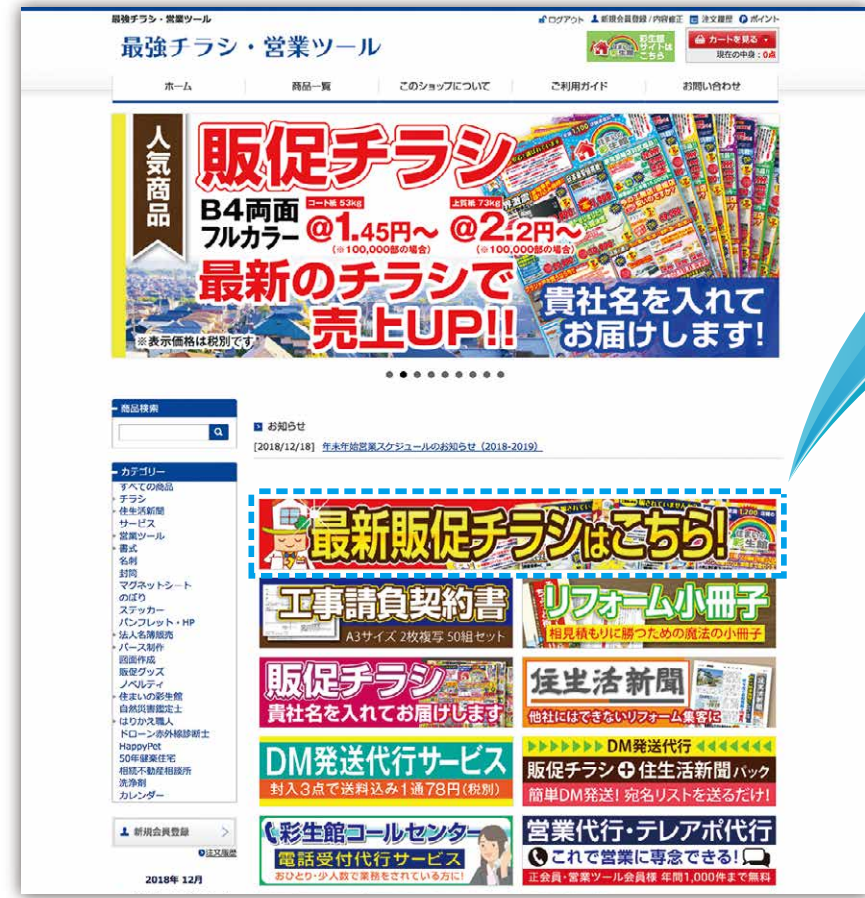 最強チラシ・営業ツール
ログアウト 新規会員登録/内容修正 注文履歴 ポイント
最強チラシ・営業ツール
住まいの彩生館 彩生館サイトはこちら
カートを見る
現在の中身：0点
ホーム 商品一覧 このショップについて ご利用ガイド お問い合わせ
人気商品
販促チラシ
B4両面フルカラー
コート紙 53kg @1.45円〜 (※100,000部の場合)
上質紙 73kg @2.2円〜 (※100,000部の場合)
最新のチラシで
売上UP!!
貴社名を入れて
お届けします!
※表示価格は税別です
商品検索
お知らせ
[2018/12/18] 年末年始営業スケジュールのお知らせ（2018-2019）
カテゴリー
すべての商品
チラシ
住生活新聞
サービス
営業ツール
書式
名刺
封筒
マグネットシート
のぼり
ステッカー
パンフレット・HP
法人名簿販売
パース制作
図面作成
販促グッズ
ノベルティ
住まいの彩生館
自然災害鑑定士
はりかえ職人
ドローン赤外線診断士
HappyPet
50年健楽住宅
相続不動産相談所
洗浄剤
カレンダー
新規会員登録
注文履歴
2018年 12月
最新販促チラシはこちら!
工事請負契約書
A3サイズ 2枚複写 50組セット
リフォーム小冊子
相見積もりに勝つための魔法の小冊子
販促チラシ
貴社名を入れてお届けします
住生活新聞
他社にはできないリフォーム集客に
DM発送代行サービス
封入3点で送料込み1通78円(税別)
DM発送代行
販促チラシ＋住生活新聞パック
簡単DM発送! 宛名リストを送るだけ!
彩生館コールセンター
電話受付代行サービス
おひとり・少人数で業務をされている方に!
営業代行・テレアポ代行
これで営業に専念できる!
正会員・営業ツール会員様 年間1,000件まで無料